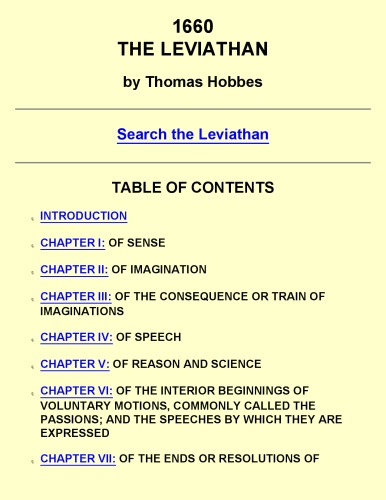 1660
THE LEVIATHAN
by Thomas Hobbes
Search the Leviathan
TABLE OF CONTENTS
INTRODUCTION
CHAPTER I: OF SENSE
CHAPTER II: OF IMAGINATION
CHAPTER III: OF THE CONSEQUENCE OR TRAIN OF
IMAGINATIONS
CHAPTER IV: OF SPEECH
CHAPTER V: OF REASON AND SCIENCE
CHAPTER VI: OF THE INTERIOR BEGINNINGS OF
VOLUNTARY MOTIONS, COMMONLY CALLED THE
PASSIONS; AND THE SPEECHES BY WHICH THEY ARE
EXPRESSED
CHAPTER VII: OF THE ENDS OR RESOLUTIONS OF